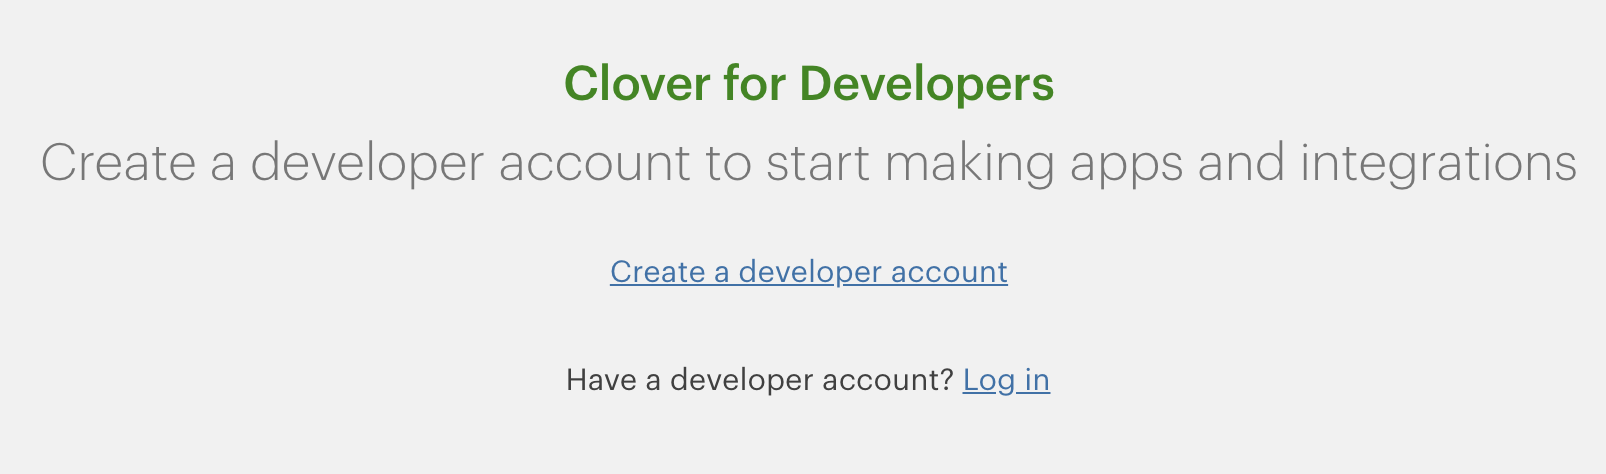 Clover for Developers
Create a developer account to start making apps and integrations
Create a developer account
Have a developer account? Log in